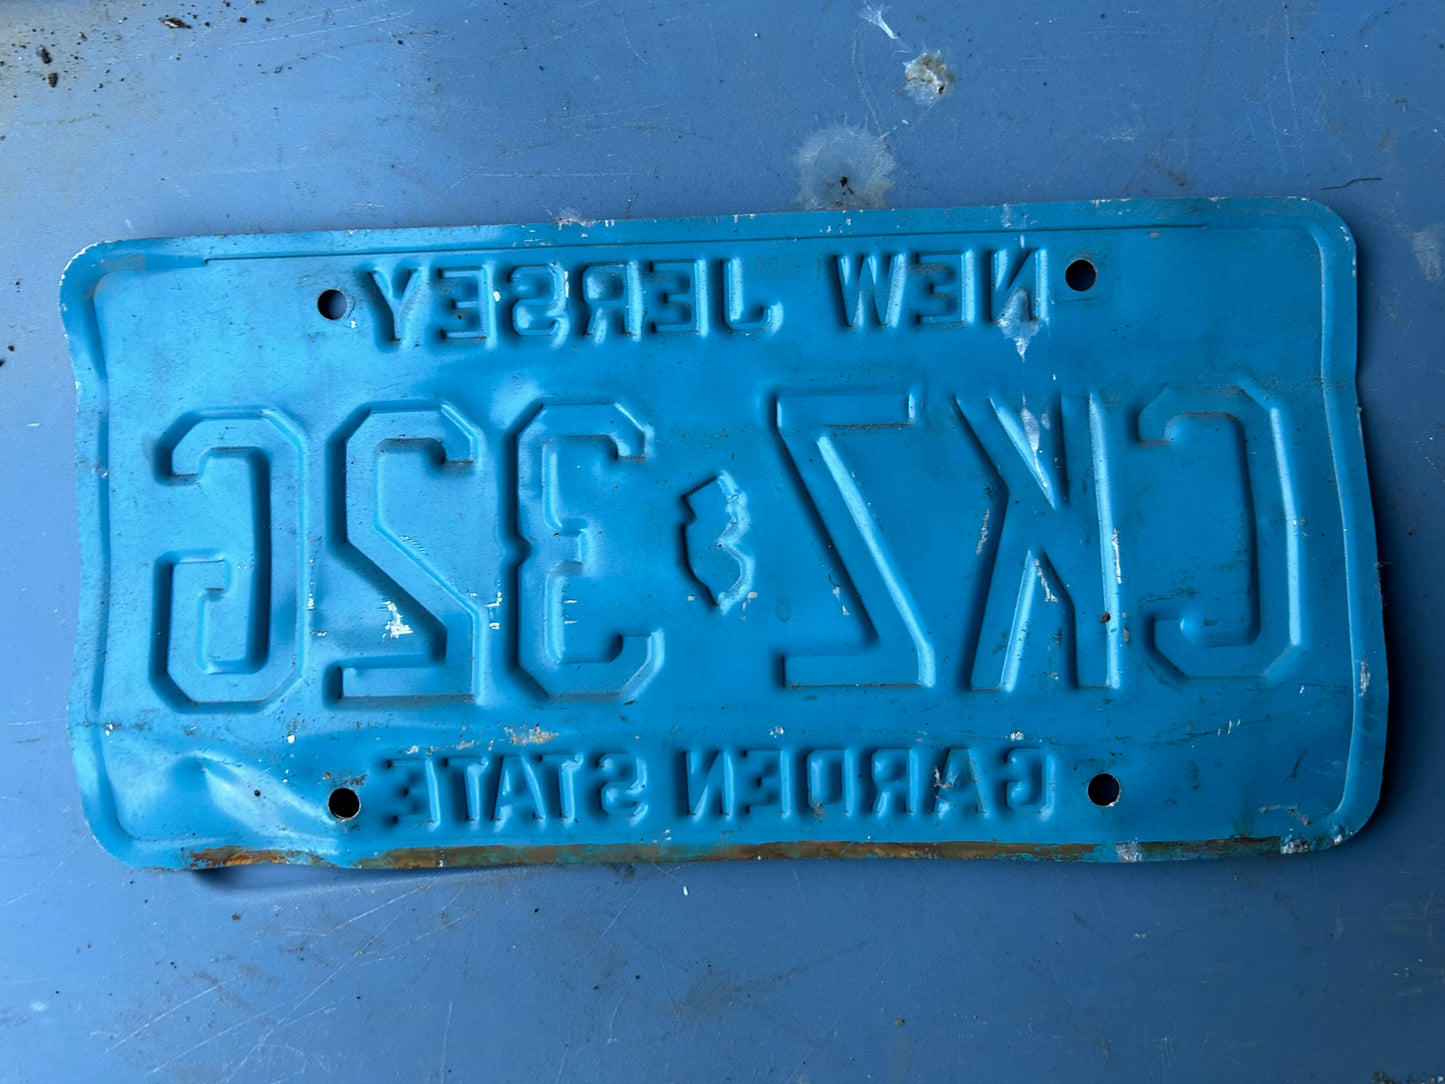 NEW JERSEY
CKZ 32G
GARDEN STATE